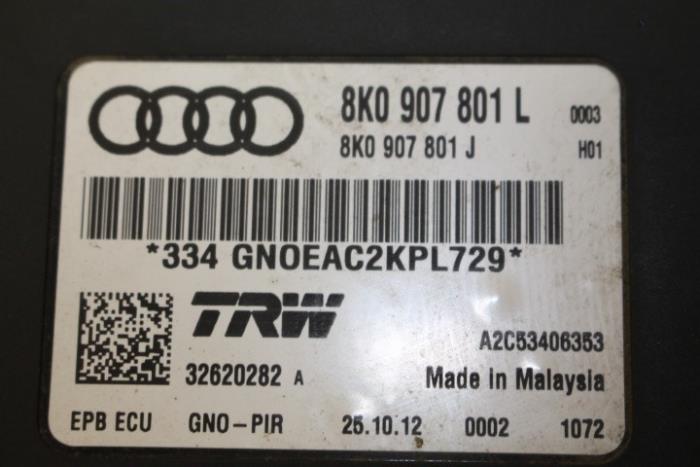 8K0 907 801 L 0003
8K0 907 801 J H01
*334 GNOEAC2KPL729*
TRW
A2C53406353
32620282 A Made in Malaysia
EPB ECU GNO-PIR 25.10.12 0002 1072